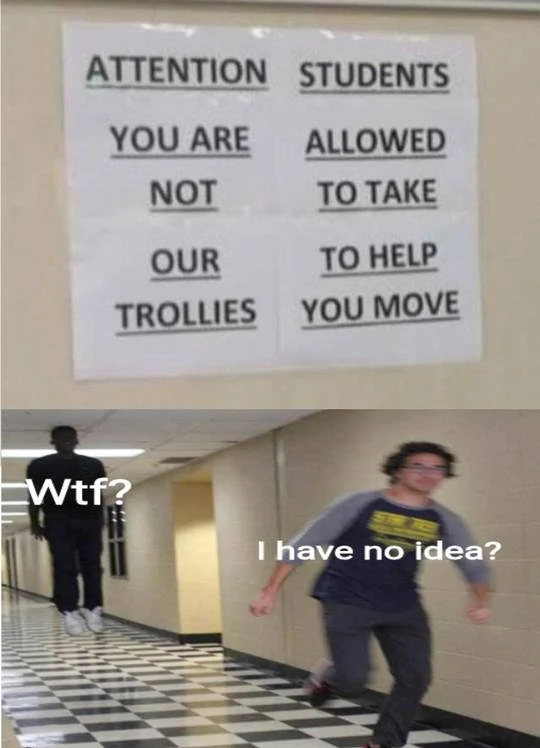 ATTENTION STUDENTS
YOU ARE ALLOWED
NOT TO TAKE
OUR TO HELP
TROLLIES YOU MOVE
Wtf?
I have no idea?